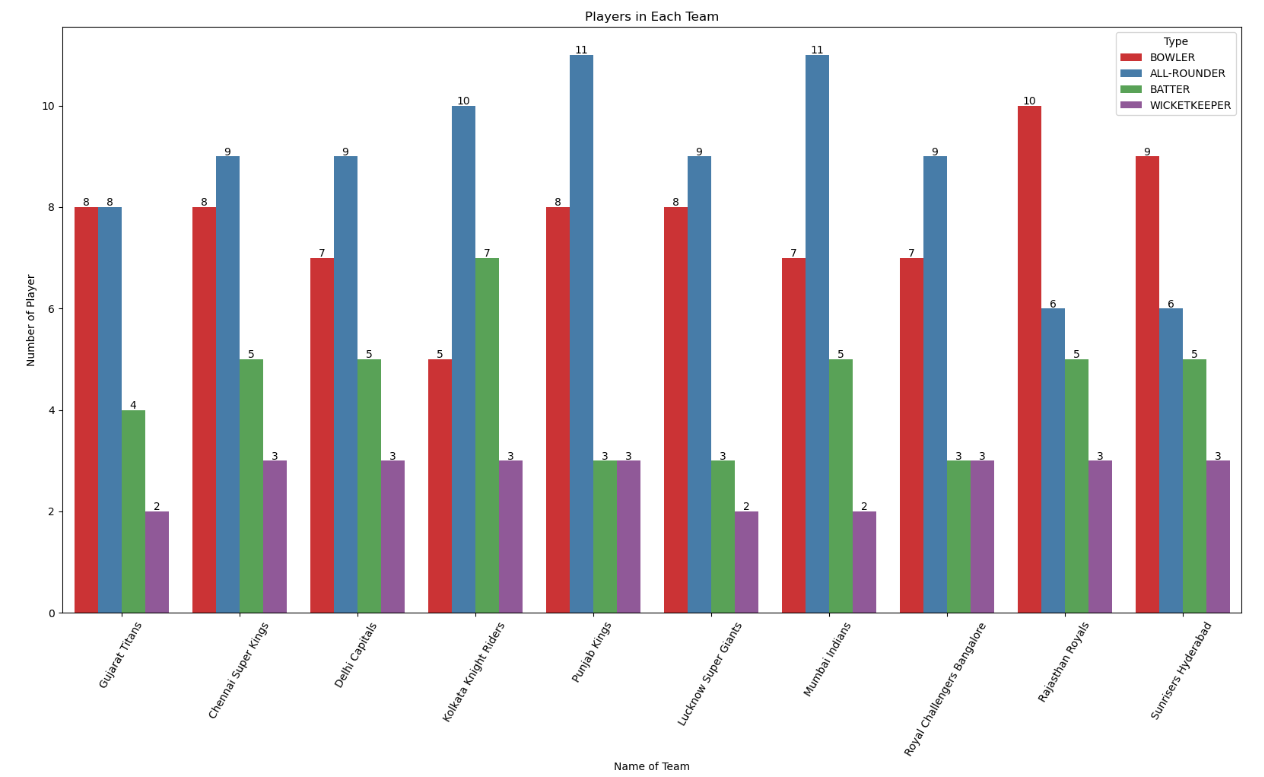 Players in Each Team
Type
BOWLER
ALL-ROUNDER
BATTER
WICKETKEEPER
Number of Player
10
8
6
4
2
0
8 8 4 2
8 9 5 3
7 9 5 3
5 10 7 3
8 11 3 3
8 9 3 2
7 11 5 2
7 9 3 3
10 6 5 3
9 6 5 3
Gujarat Titans
Chennai Super Kings
Delhi Capitals
Kolkata Knight Riders
Punjab Kings
Lucknow Super Giants
Mumbai Indians
Royal Challengers Bangalore
Rajasthan Royals
Sunrisers Hyderabad
Name of Team